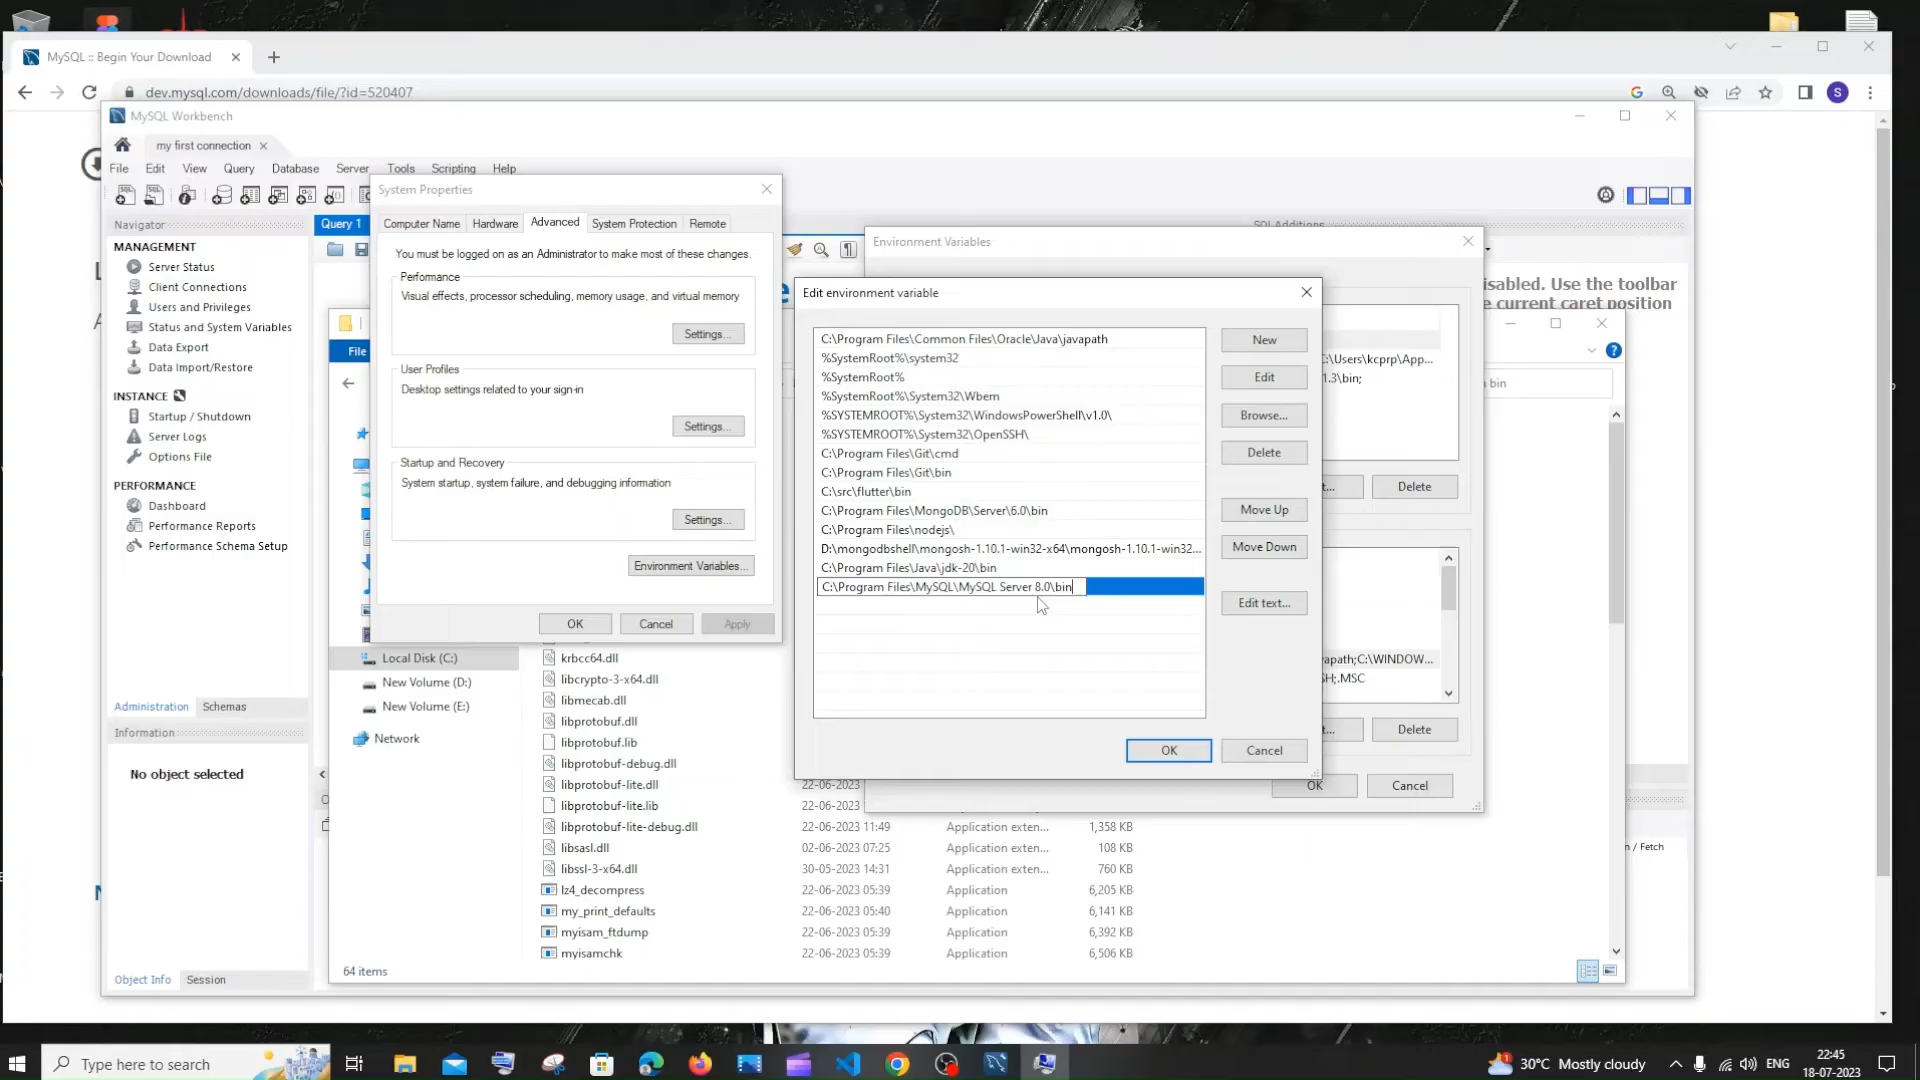 MySQL :: Begin Your Download
dev.mysql.com/downloads/file/?id=520407
S
MySQL Workbench
my first connection
File Edit View Query Database Server Tools Scripting Help
Navigator
MANAGEMENT
Server Status
Client Connections
Users and Privileges
Status and System Variables
Data Export
Data Import/Restore
INSTANCE
Startup / Shutdown
Server Logs
Options File
PERFORMANCE
Dashboard
Performance Reports
Performance Schema Setup
Administration Schemas
Information
No object selected
Object Info Session
Query 1
SQL Additions
isabled. Use the toolbar
e current caret position
n / Fetch
System Properties
Computer Name Hardware Advanced System Protection Remote
You must be logged on as an Administrator to make most of these changes.
Performance
Visual effects, processor scheduling, memory usage, and virtual memory
Settings...
User Profiles
Desktop settings related to your sign-in
Settings...
Startup and Recovery
System startup, system failure, and debugging information
Settings...
Environment Variables...
OK Cancel Apply
Environment Variables
C:\Users\kcprp\App...
1.3\bin;
t... Delete
vapath;C:\WINDOW...
SH;.MSC
t... Delete
OK Cancel
Edit environment variable
C:\Program Files\Common Files\Oracle\Java\javapath
%SystemRoot%\system32
%SystemRoot%
%SystemRoot%\System32\Wbem
%SYSTEMROOT%\System32\WindowsPowerShell\v1.0\
%SYSTEMROOT%\System32\OpenSSH\
C:\Program Files\Git\cmd
C:\Program Files\Git\bin
C:\src\flutter\bin
C:\Program Files\MongoDB\Server\6.0\bin
C:\Program Files\nodejs\
D:\mongodbshell\mongosh-1.10.1-win32-x64\mongosh-1.10.1-win32...
C:\Program Files\Java\jdk-20\bin
C:\Program Files\MySQL\MySQL Server 8.0\bin
New
Edit
Browse...
Delete
Move Up
Move Down
Edit text...
OK Cancel
File
bin
Local Disk (C:)
New Volume (D:)
New Volume (E:)
Network
krbcc64.dll
libcrypto-3-x64.dll
libmecab.dll
libprotobuf.dll
libprotobuf.lib
libprotobuf-debug.dll
libprotobuf-lite.dll 22-06-2023
libprotobuf-lite.lib 22-06-2023
libprotobuf-lite-debug.dll 22-06-2023 11:49 Application exten... 1,358 KB
libsasl.dll 02-06-2023 07:25 Application exten... 108 KB
libssl-3-x64.dll 30-05-2023 14:31 Application exten... 760 KB
lz4_decompress 22-06-2023 05:39 Application 6,205 KB
my_print_defaults 22-06-2023 05:40 Application 6,141 KB
myisam_ftdump 22-06-2023 05:39 Application 6,392 KB
myisamchk 22-06-2023 05:39 Application 6,506 KB
64 items
Type here to search
30°C Mostly cloudy
ENG
22:45
18-07-2023